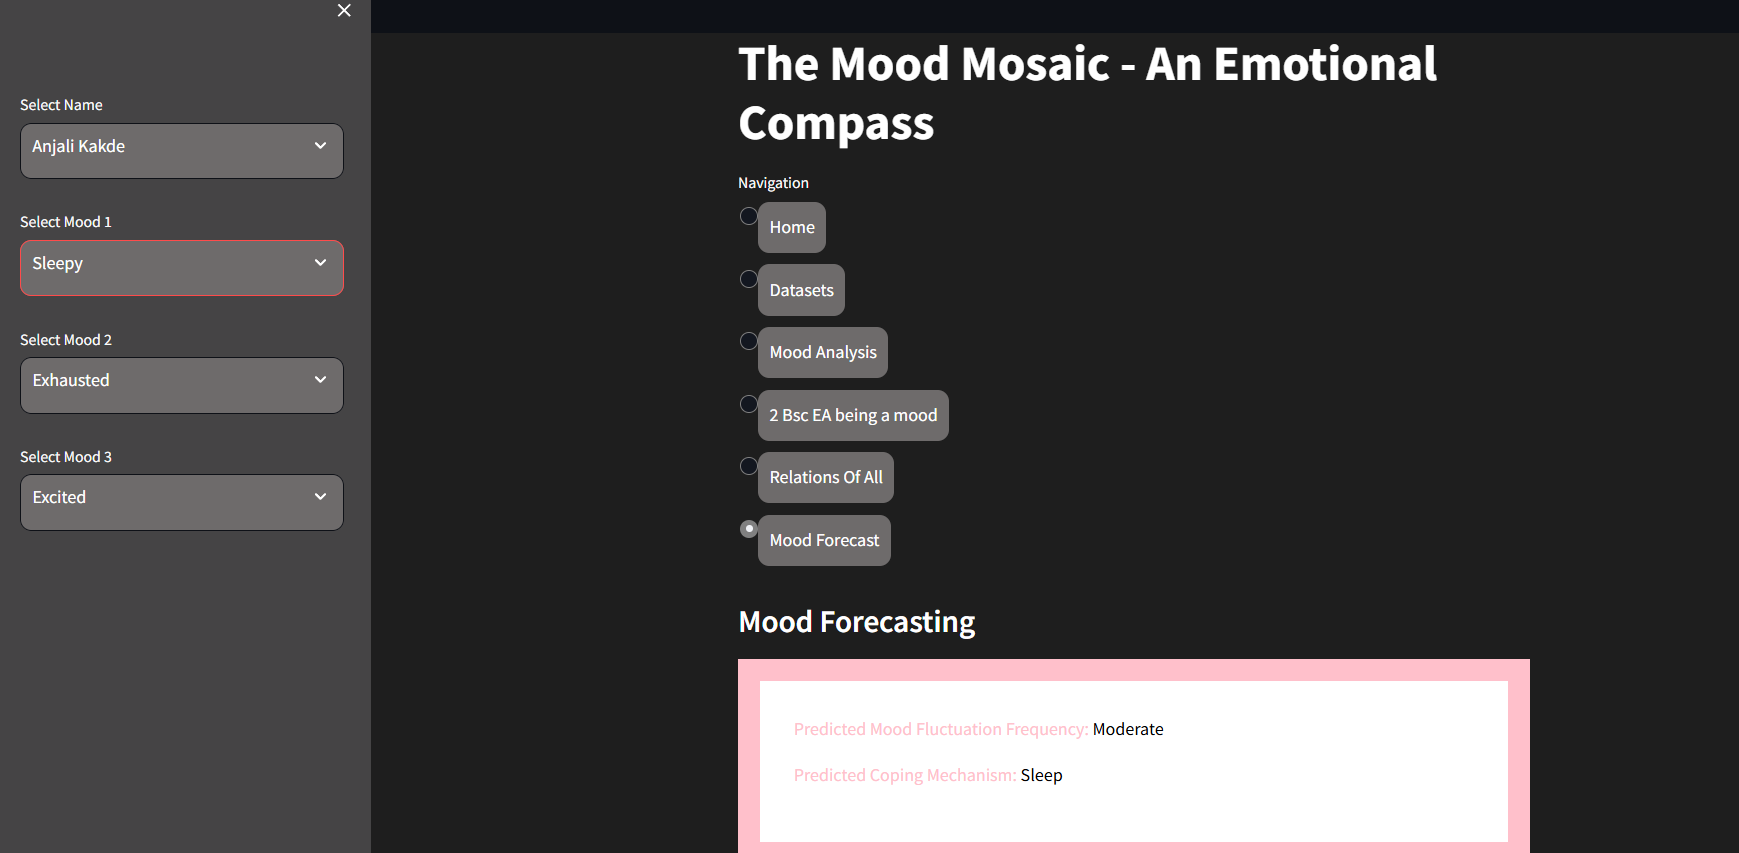 Select Name
Anjali Kakde
Select Mood 1
Sleepy
Select Mood 2
Exhausted
Select Mood 3
Excited
The Mood Mosaic - An Emotional
Compass
Navigation
Home
Datasets
Mood Analysis
2 Bsc EA being a mood
Relations Of All
Mood Forecast
Mood Forecasting
Predicted Mood Fluctuation Frequency: Moderate
Predicted Coping Mechanism: Sleep